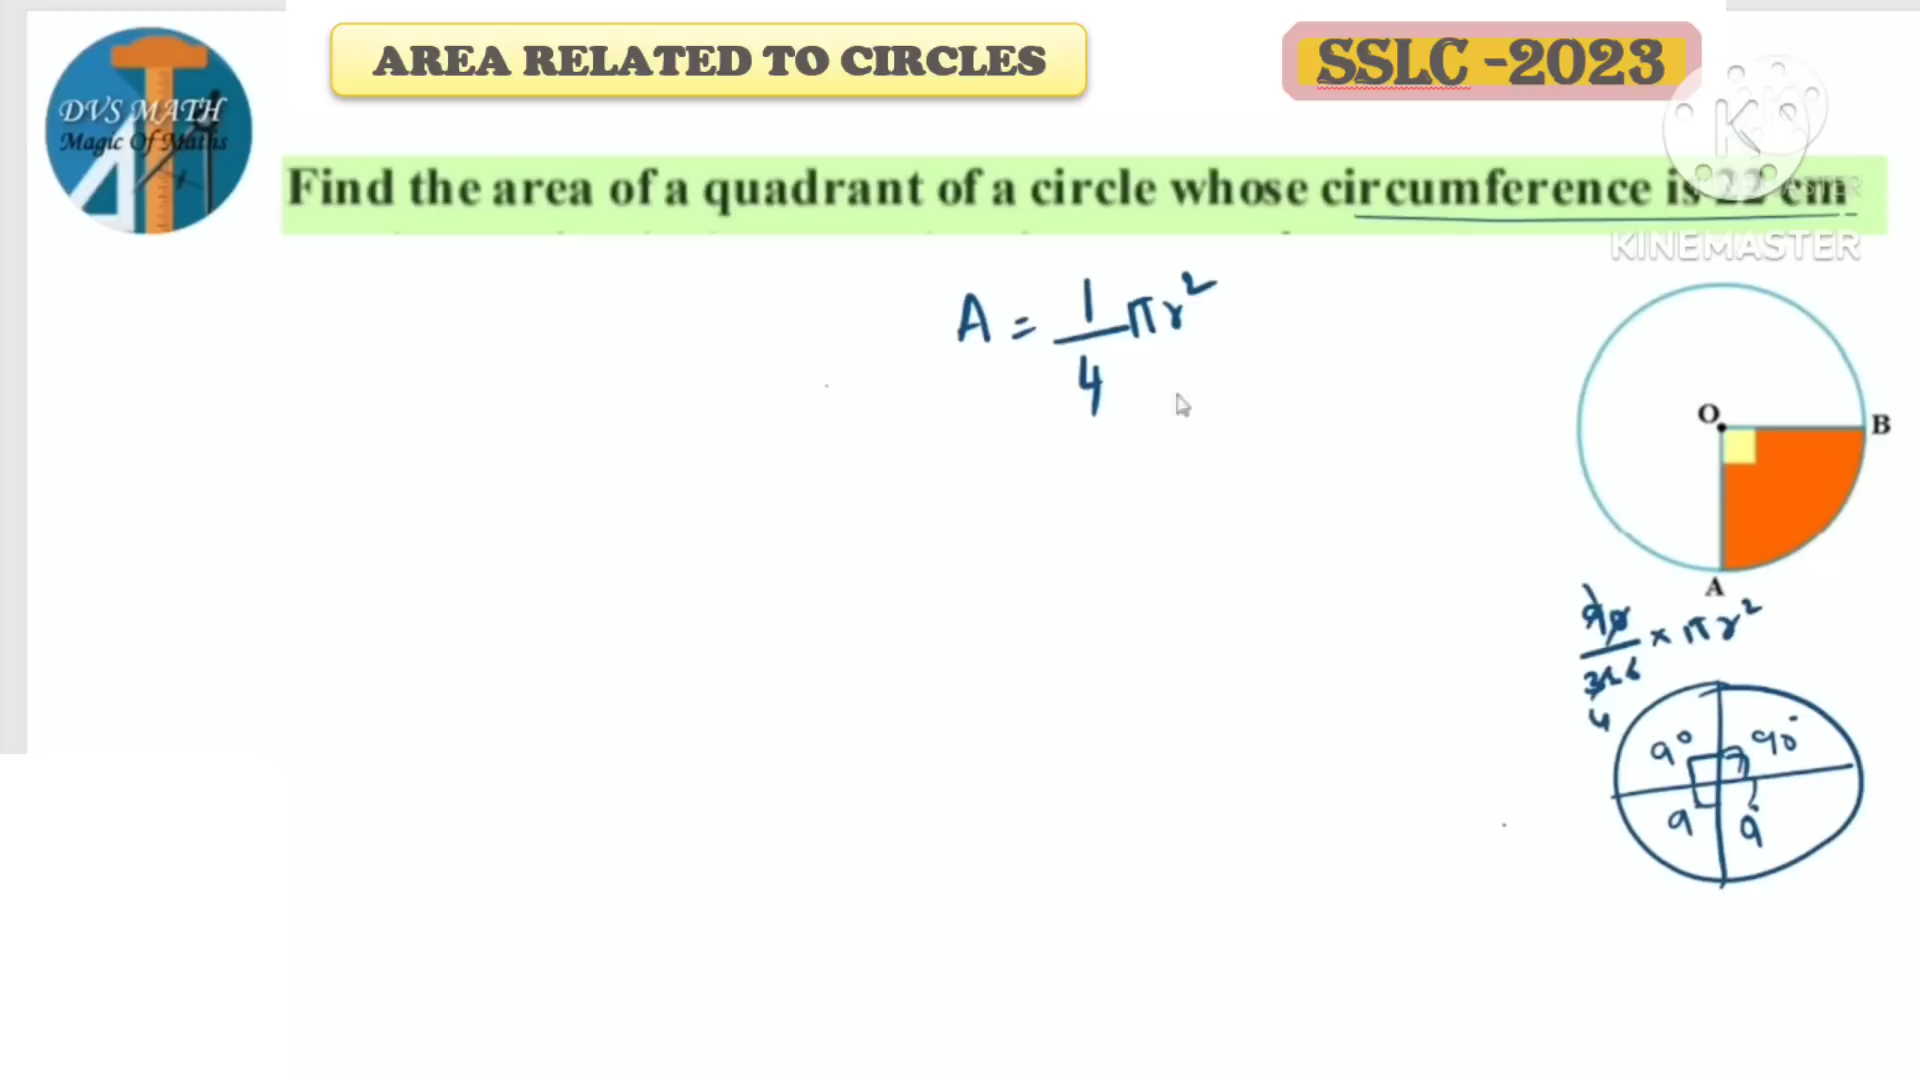 AREA RELATED TO CIRCLES
SSLC -2023
DVS MATH
Magic Of Maths
Find the area of a quadrant of a circle whose circumference is 22 cm
KINEMASTER
A = 1/4 πr²
O
B
A
90/360 × πr²
4
90 90°
9 9